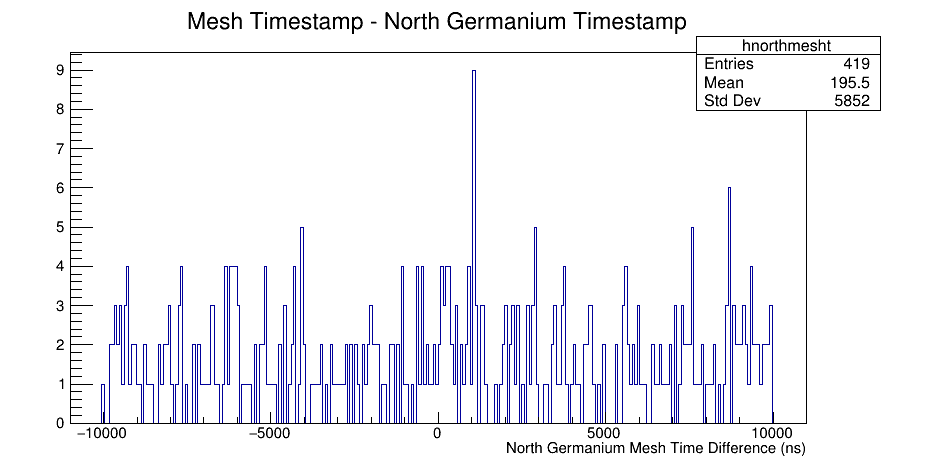 Mesh Timestamp - North Germanium Timestamp
hnorthmesht
Entries 419
Mean 195.5
Std Dev 5852
9
8
7
6
5
4
3
2
1
0
−10000 −5000 0 5000 10000
North Germanium Mesh Time Difference (ns)